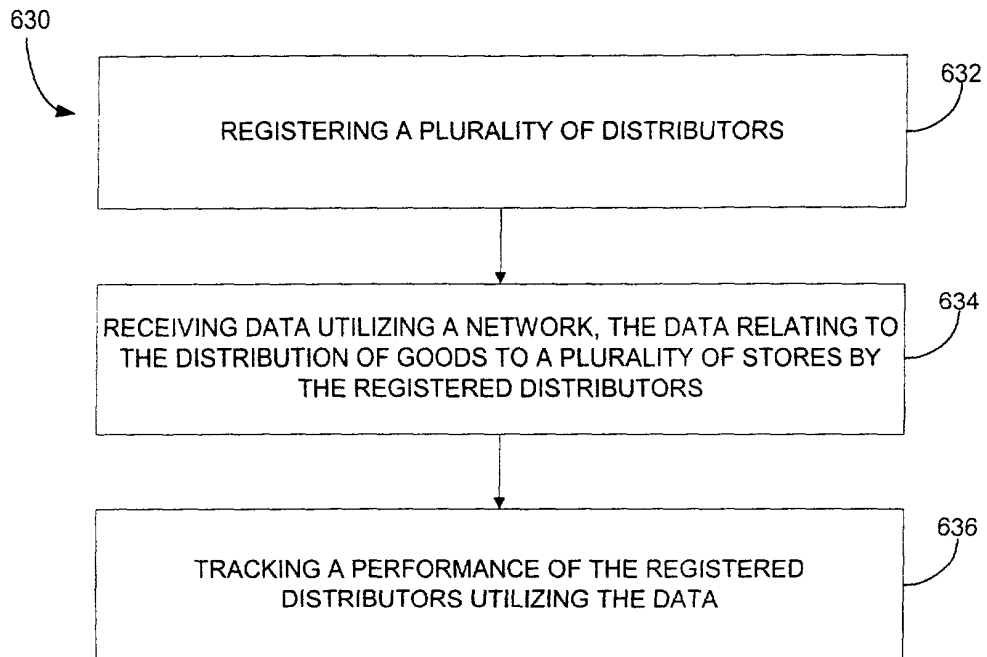 630
632
REGISTERING A PLURALITY OF DISTRIBUTORS
634
RECEIVING DATA UTILIZING A NETWORK, THE DATA RELATING TO
THE DISTRIBUTION OF GOODS TO A PLURALITY OF STORES BY
THE REGISTERED DISTRIBUTORS
636
TRACKING A PERFORMANCE OF THE REGISTERED
DISTRIBUTORS UTILIZING THE DATA